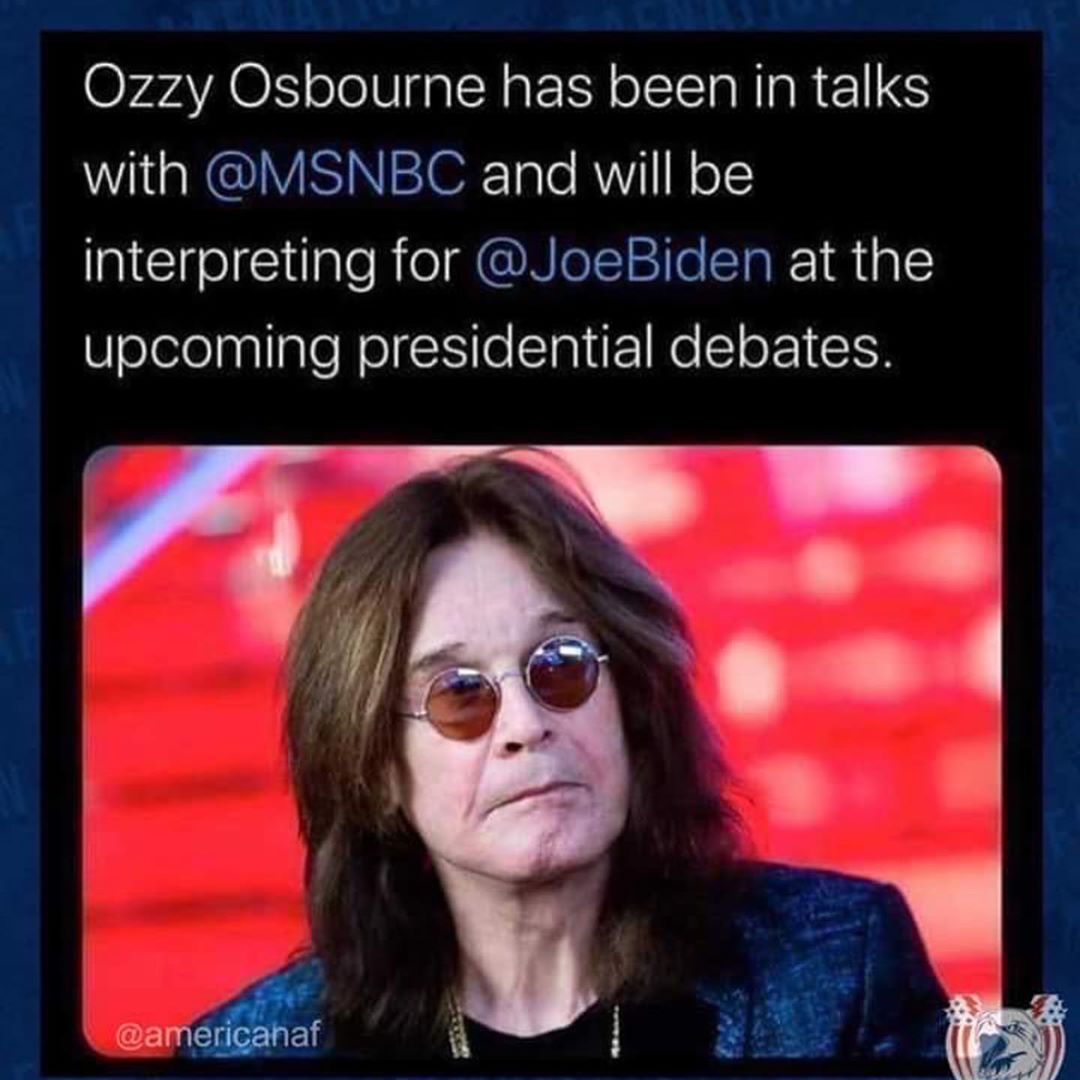 Ozzy Osbourne has been in talks
with @MSNBC and will be
interpreting for @JoeBiden at the
upcoming presidential debates.
@americanaf